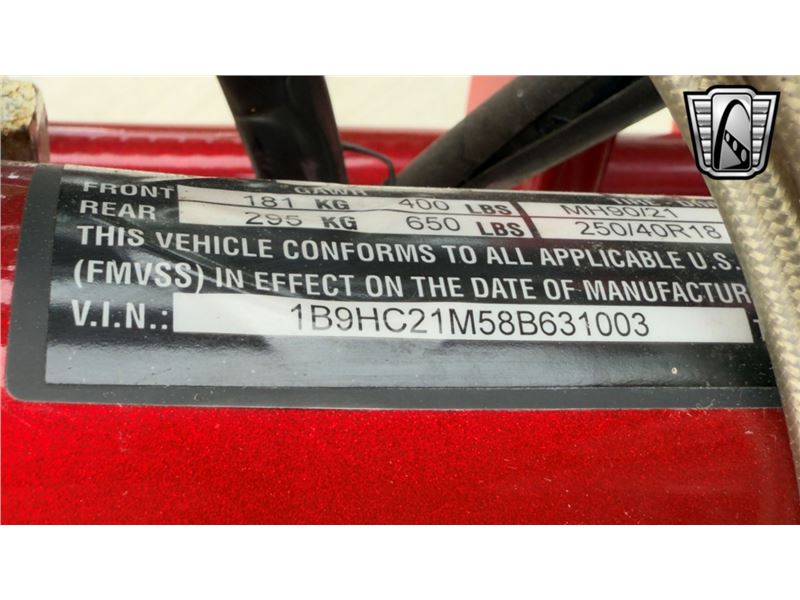 GAWR
FRONT 181 KG 400 LBS MH90/21
REAR 295 KG 650 LBS 250/40R18
THIS VEHICLE CONFORMS TO ALL APPLICABLE U.S.
(FMVSS) IN EFFECT ON THE DATE OF MANUFACTUR
V.I.N.: 1B9HC21M58B631003